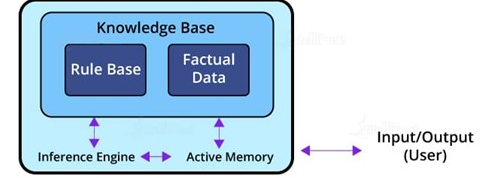 Knowledge Base
Rule Base
Factual
Data
Inference Engine
Active Memory
Input/Output
(User)